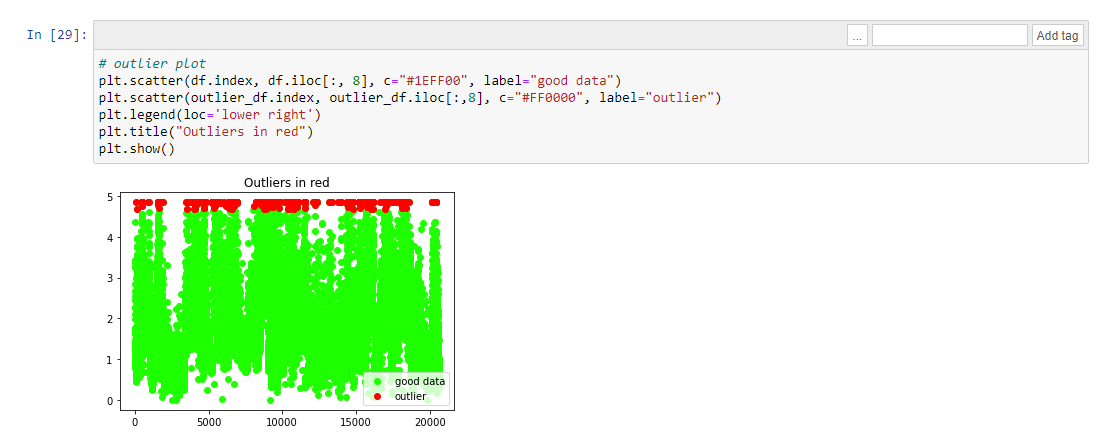 In [29]:
... Add tag
# outlier plot
plt.scatter(df.index, df.iloc[:, 8], c="#1EFF00", label="good data")
plt.scatter(outlier_df.index, outlier_df.iloc[:,8], c="#FF0000", label="outlier")
plt.legend(loc='lower right')
plt.title("Outliers in red")
plt.show()
Outliers in red
5
4
3
2
1
0
good data
outlier
0 5000 10000 15000 20000